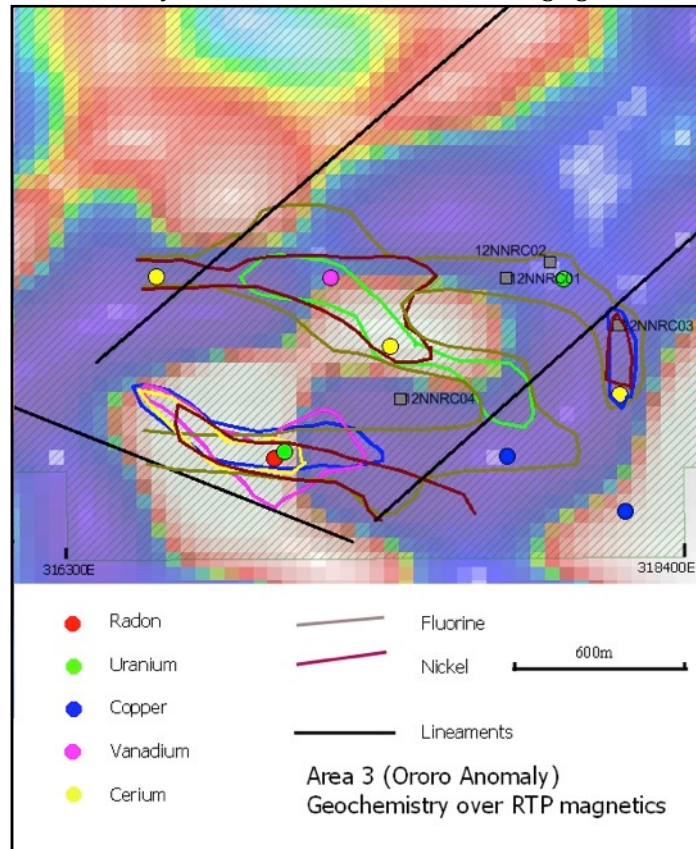 12NNRC02
12NNRC01
12NNRC03
12NNRC04
316300E
318400E
Radon
Fluorine
Uranium
Nickel
600m
Copper
Vanadium
Lineaments
Cerium
Area 3 (Ororo Anomaly)
Geochemistry over RTP magnetics